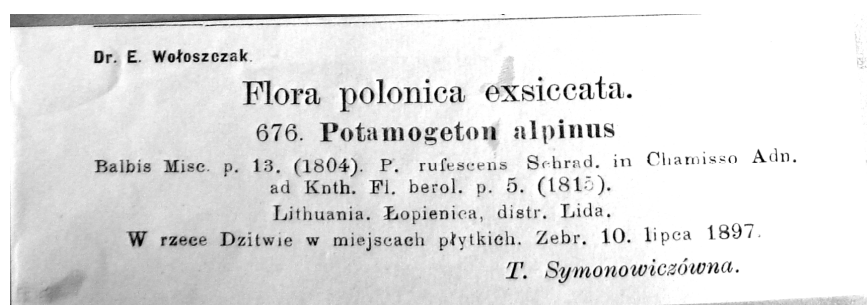 Dr. E. Wołoszczak.
Flora polonica exsiccata.
676. Potamogeton alpinus
Balbis Misc. p. 13. (1804). P. rufescens Schrad. in Chamisso Adn.
ad Knth. Fl. berol. p. 5. (1815).
Lithuania. Łopienica, distr. Lida.
W rzece Dzitwie w miejscach płytkich. Zebr. 10. lipca 1897.
T. Symonowiczówna.